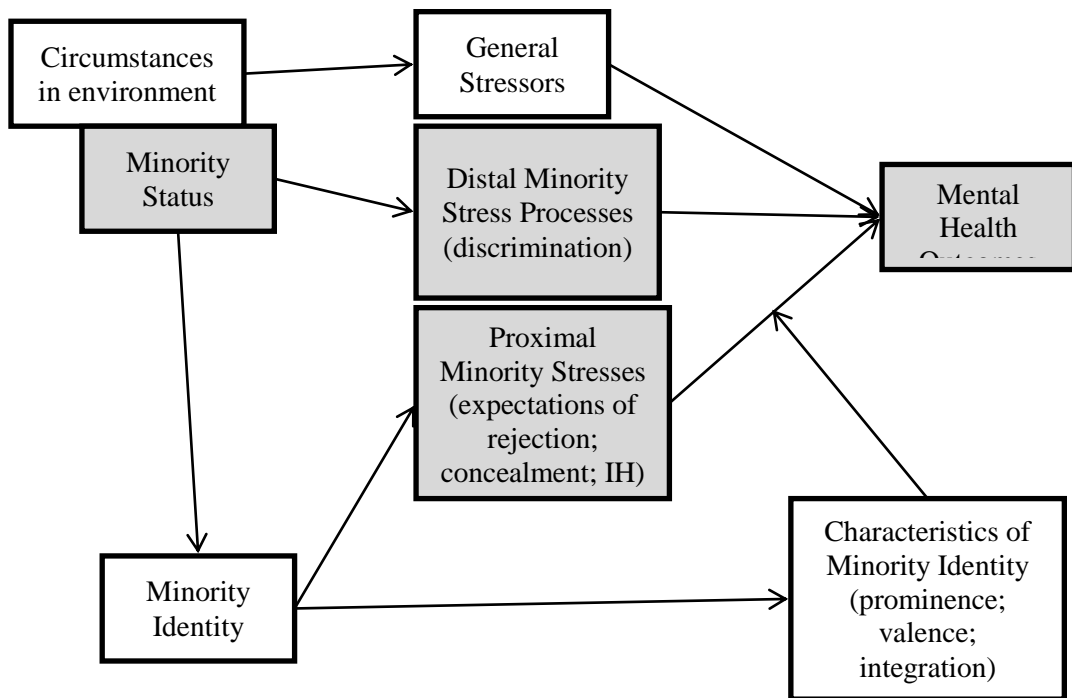 Circumstances
in environment
General
Stressors
Minority
Status
Distal Minority
Stress Processes
(discrimination)
Mental
Health
Proximal
Minority Stresses
(expectations of
rejection;
concealment; IH)
Minority
Identity
Characteristics of
Minority Identity
(prominence;
valence;
integration)